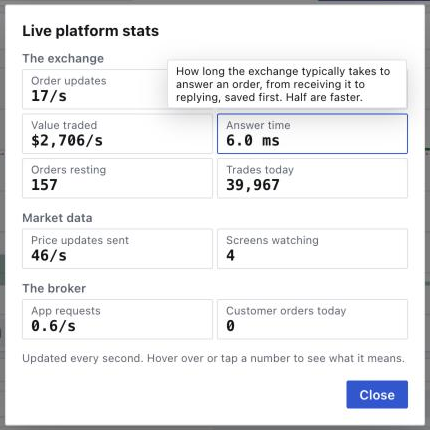 Live platform stats
The exchange
How long the exchange typically takes to
answer an order, from receiving it to
replying, saved first. Half are faster.
Order updates
17/s
Value traded
$2,706/s
Answer time
6.0 ms
Orders resting
157
Trades today
39,967
Market data
Price updates sent
46/s
Screens watching
4
The broker
App requests
0.6/s
Customer orders today
0
Updated every second. Hover over or tap a number to see what it means.
Close